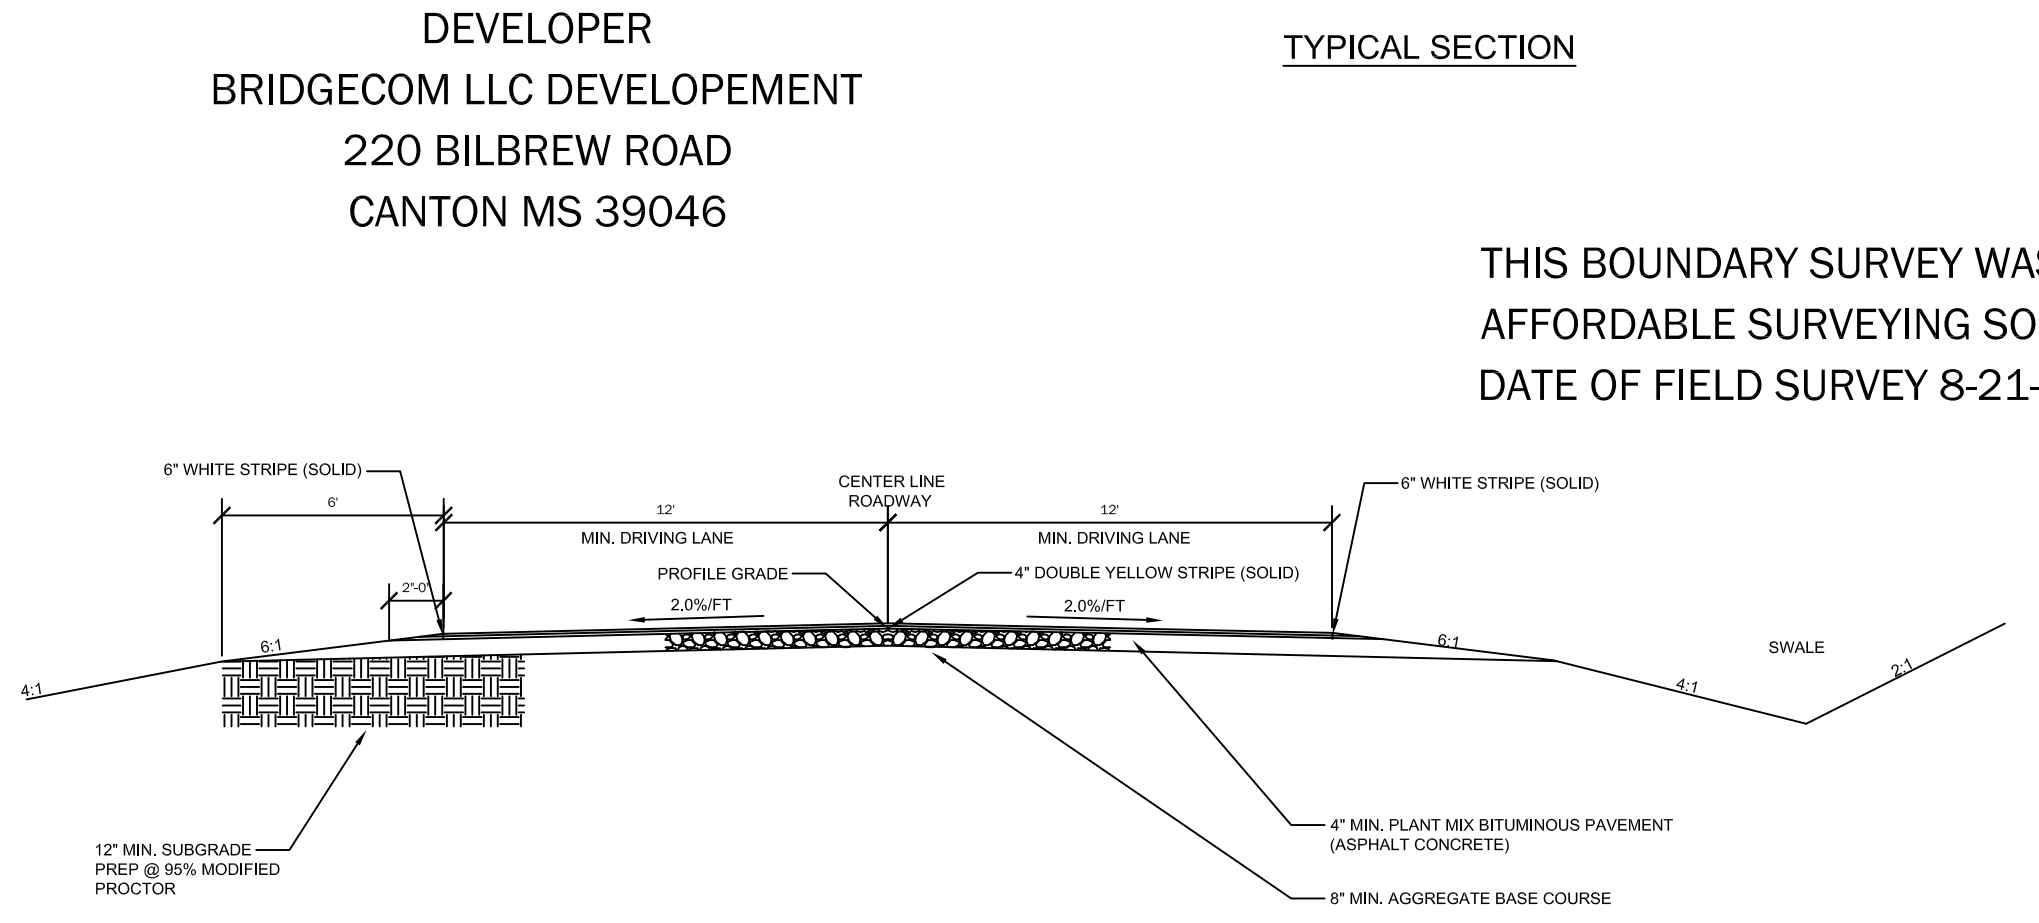 DEVELOPER
BRIDGECOM LLC DEVELOPEMENT
220 BILBREW ROAD
CANTON MS 39046
TYPICAL SECTION
THIS BOUNDARY SURVEY WAS
AFFORDABLE SURVEYING SO
DATE OF FIELD SURVEY 8-21-
6" WHITE STRIPE (SOLID)
6'
12'
MIN. DRIVING LANE
CENTER LINE
ROADWAY
12'
MIN. DRIVING LANE
6" WHITE STRIPE (SOLID)
PROFILE GRADE
4" DOUBLE YELLOW STRIPE (SOLID)
2"-0'
2.0%/FT
2.0%/FT
4:1
6:1
6:1
4:1
SWALE
2:1
12" MIN. SUBGRADE
PREP @ 95% MODIFIED
PROCTOR
4" MIN. PLANT MIX BITUMINOUS PAVEMENT
(ASPHALT CONCRETE)
8" MIN. AGGREGATE BASE COURSE